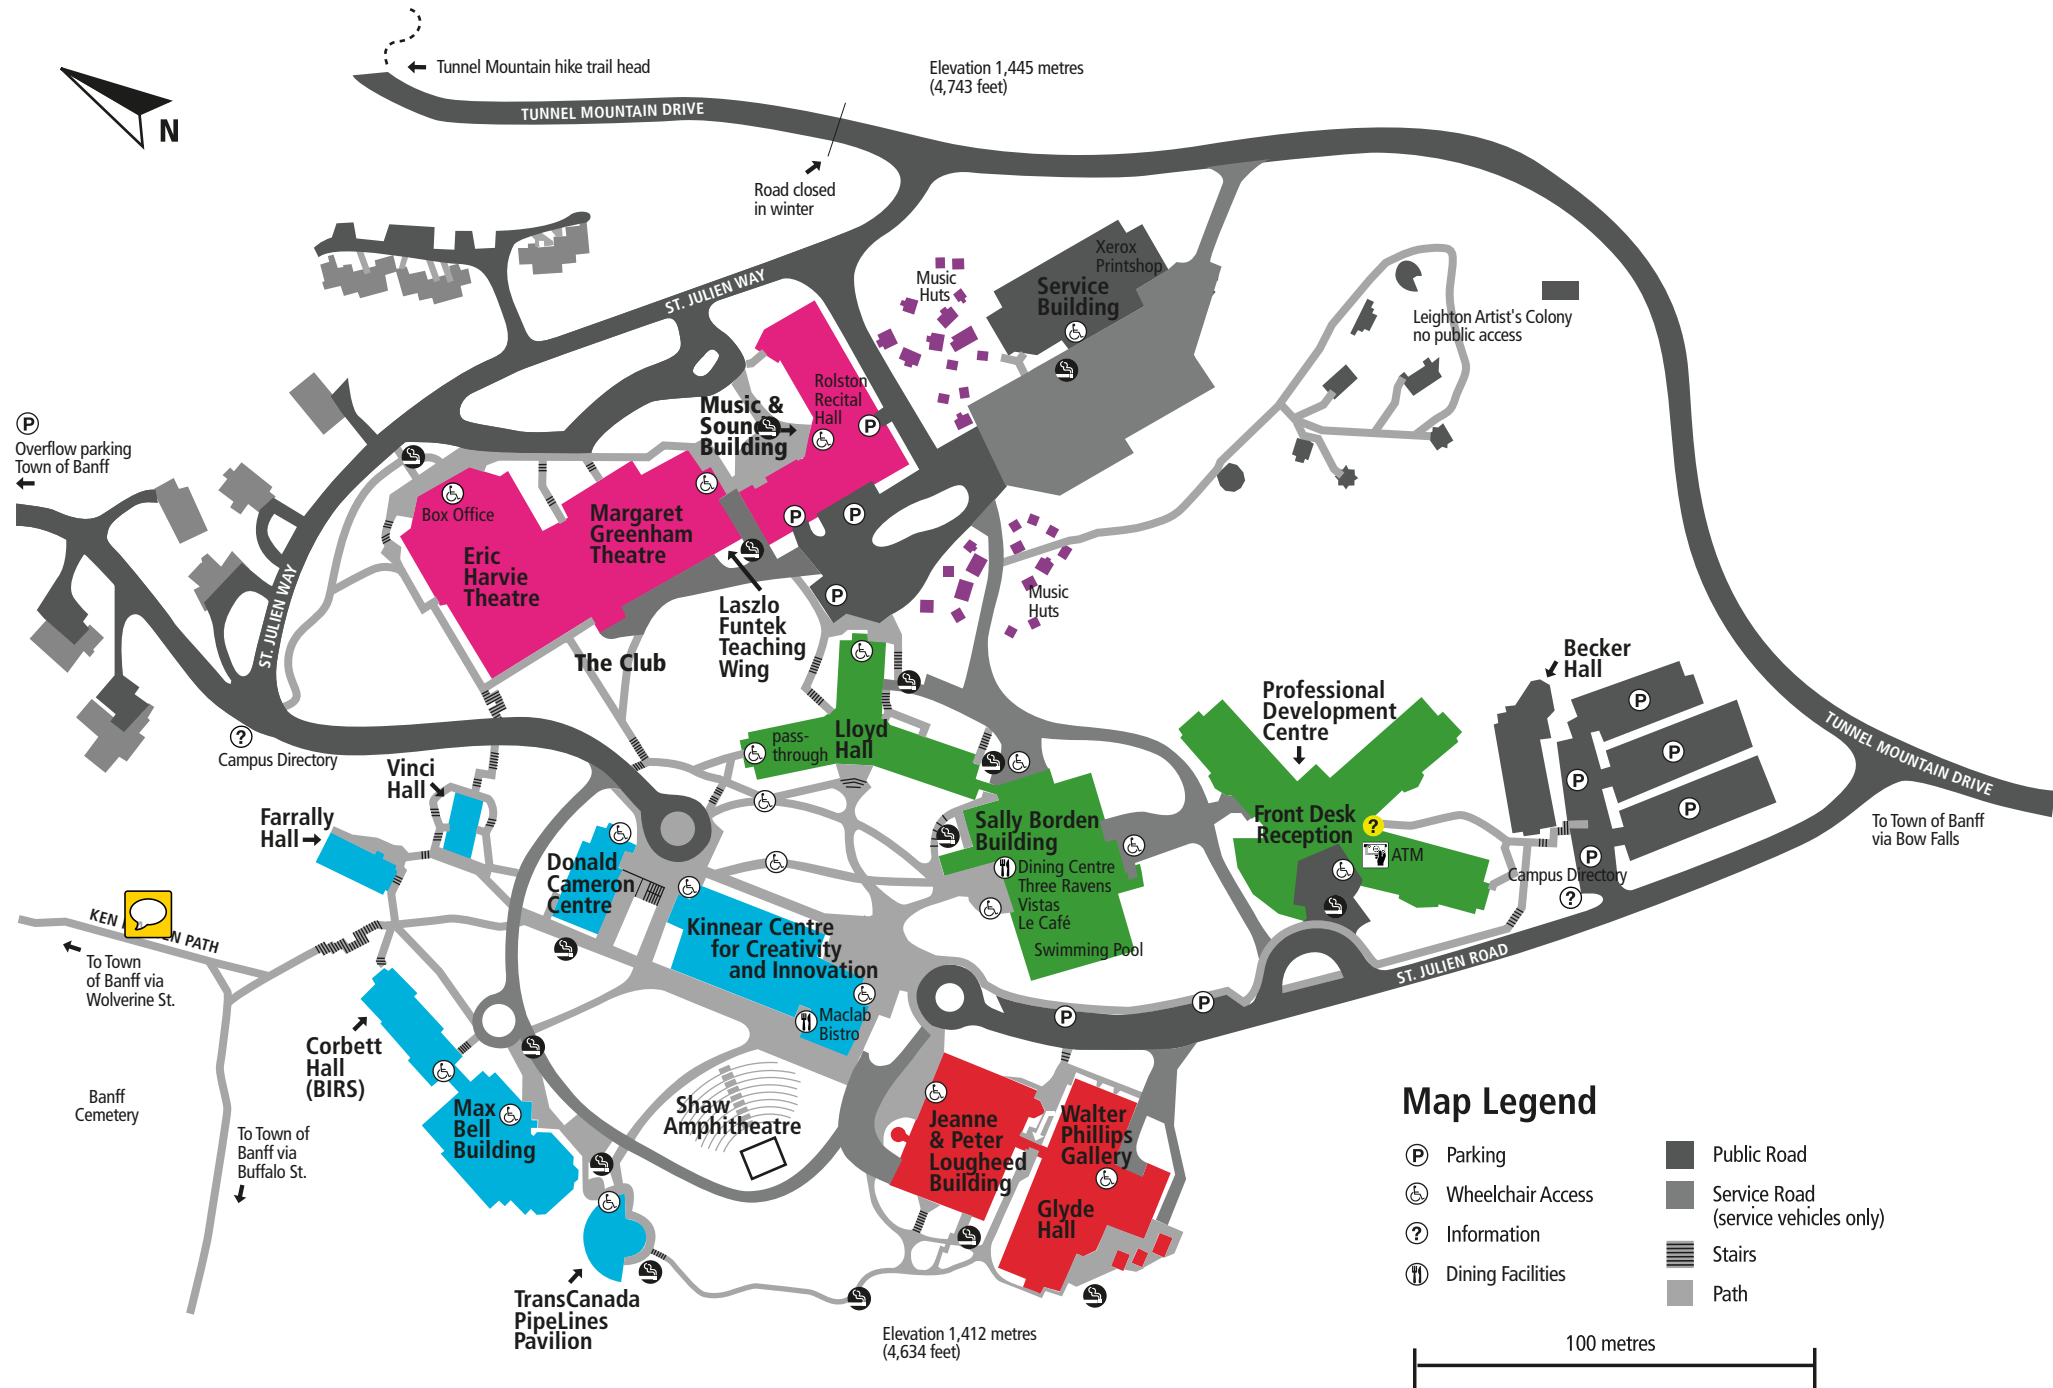 Tunnel Mountain hike trail head
Elevation 1,445 metres
(4,743 feet)
TUNNEL MOUNTAIN DRIVE
N
Road closed
in winter
ST. JULIEN WAY
Music
Huts
Xerox
Printshop
Service
Building
Leighton Artist's Colony
no public access
Rolston
Recital
Hall
Music &
Sound
Building
P
Overflow parking
Town of Banff
Box Office
Eric
Harvie
Theatre
Margaret
Greenham
Theatre
P
P
P
P
Laszlo
Funtek
Teaching
Wing
The Club
Music
Huts
ST. JULIEN WAY
?
Campus Directory
Vinci
Hall
Farrally
Hall
pass-
through
Lloyd
Hall
Professional
Development
Centre
Becker
Hall
P
P
P
P
P
TUNNEL MOUNTAIN DRIVE
To Town of Banff
via Bow Falls
Front Desk
Reception
?
ATM
Campus Directory
?
Sally Borden
Building
Dining Centre
Three Ravens
Vistas
Le Café
Swimming Pool
Donald
Cameron
Centre
Kinnear Centre
for Creativity
and Innovation
Maclab
Bistro
KEN
EN PATH
To Town
of Banff via
Wolverine St.
ST. JULIEN ROAD
P
P
Corbett
Hall
(BIRS)
Banff
Cemetery
To Town of
Banff via
Buffalo St.
Max
Bell
Building
Shaw
Amphitheatre
Jeanne
& Peter
Lougheed
Building
Walter
Phillips
Gallery
Glyde
Hall
TransCanada
PipeLines
Pavilion
Elevation 1,412 metres
(4,634 feet)
Map Legend
P Parking
Wheelchair Access
? Information
Dining Facilities
Public Road
Service Road
(service vehicles only)
Stairs
Path
100 metres